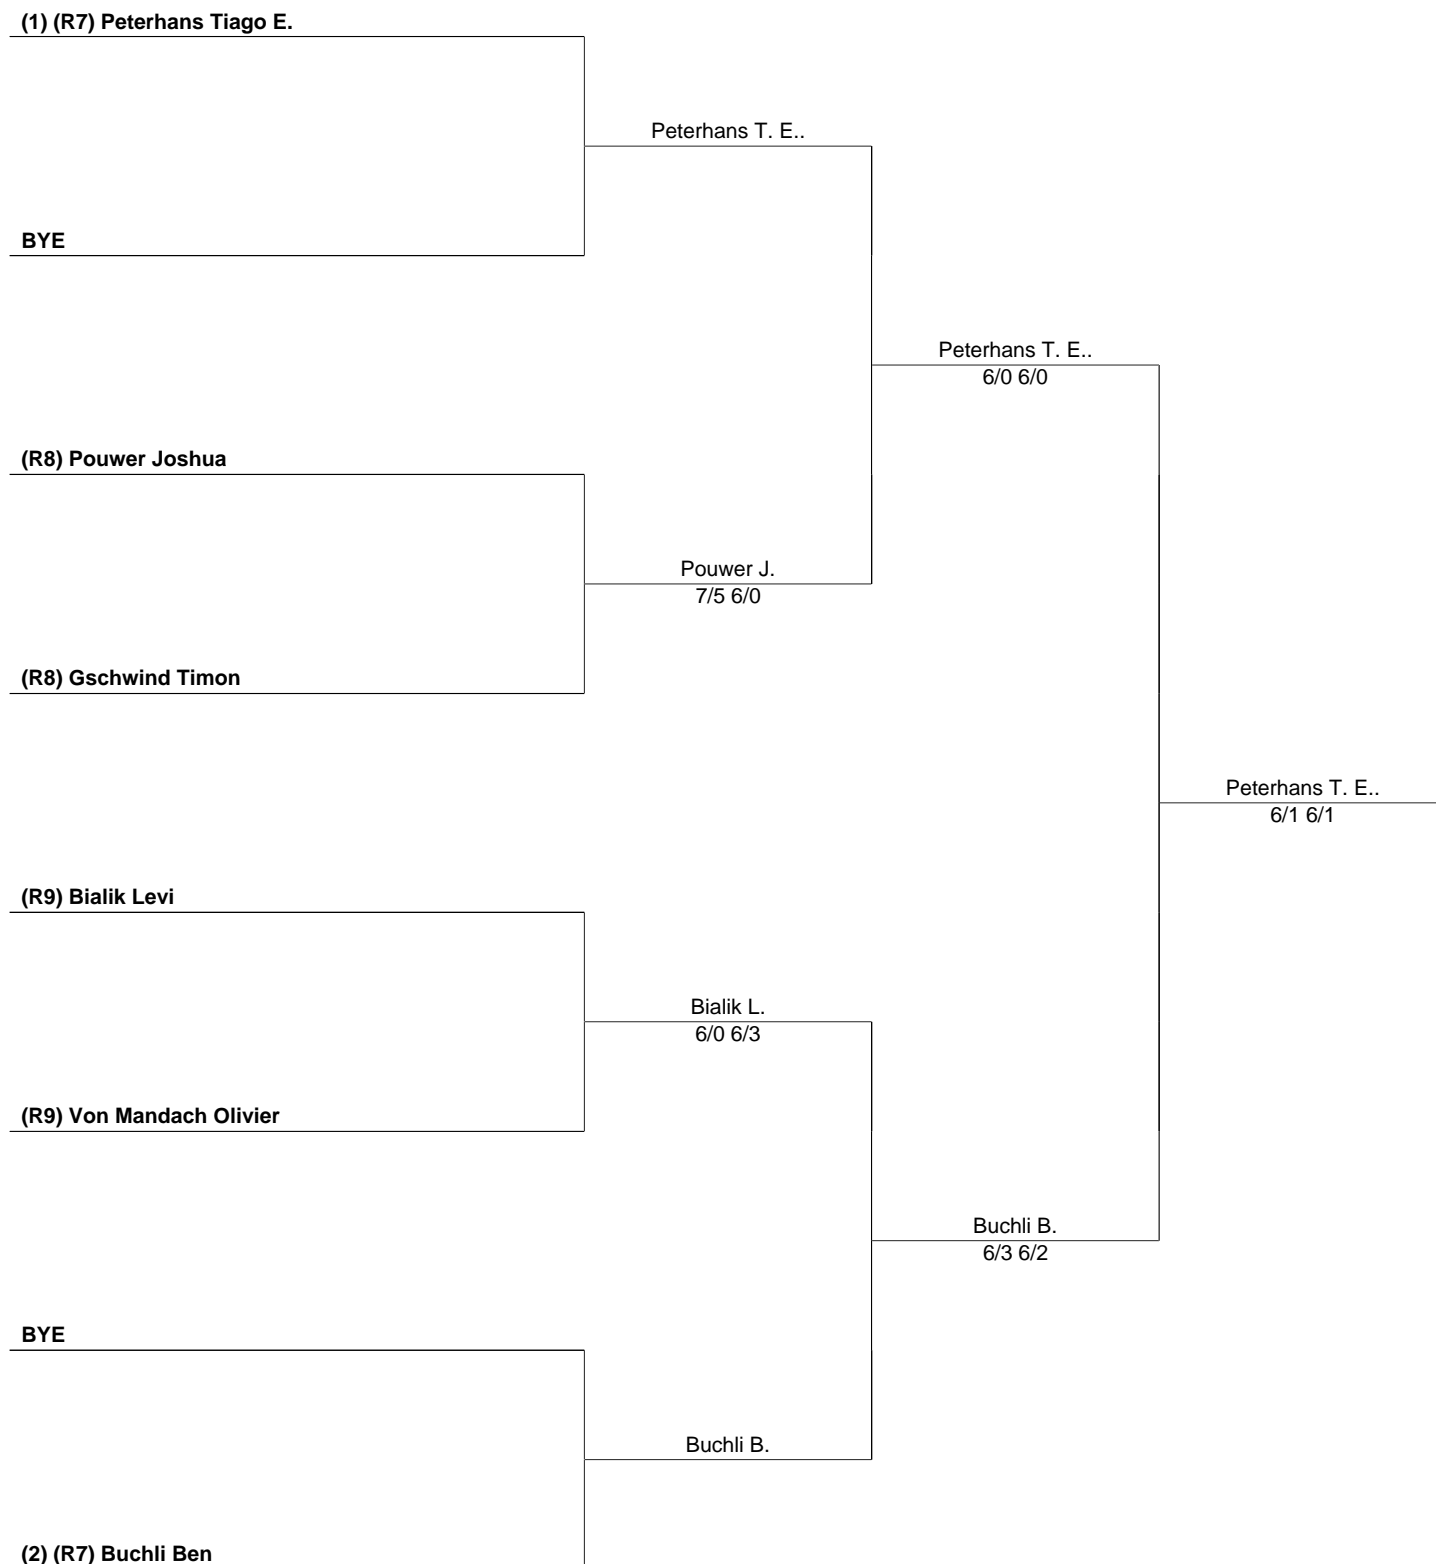 (1) (R7) Peterhans Tiago E.
Peterhans T. E..
BYE
Peterhans T. E..
6/0 6/0
(R8) Pouwer Joshua
Pouwer J.
7/5 6/0
(R8) Gschwind Timon
Peterhans T. E..
6/1 6/1
(R9) Bialik Levi
Bialik L.
6/0 6/3
(R9) Von Mandach Olivier
Buchli B.
6/3 6/2
BYE
Buchli B.
(2) (R7) Buchli Ben